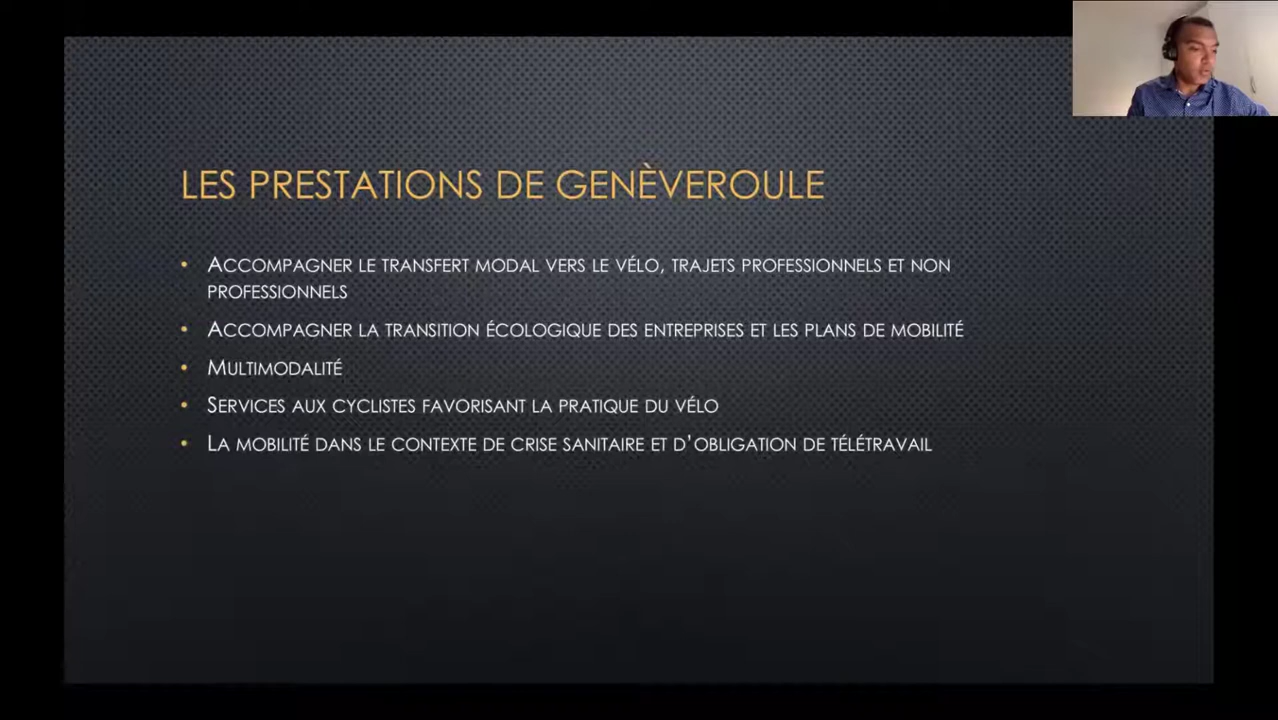 LES PRESTATIONS DE GENÈVEROULE
• ACCOMPAGNER LE TRANSFERT MODAL VERS LE VÉLO, TRAJETS PROFESSIONNELS ET NON
PROFESSIONNELS
• ACCOMPAGNER LA TRANSITION ÉCOLOGIQUE DES ENTREPRISES ET LES PLANS DE MOBILITÉ
• MULTIMODALITÉ
• SERVICES AUX CYCLISTES FAVORISANT LA PRATIQUE DU VÉLO
• LA MOBILITÉ DANS LE CONTEXTE DE CRISE SANITAIRE ET D'OBLIGATION DE TÉLÉTRAVAIL